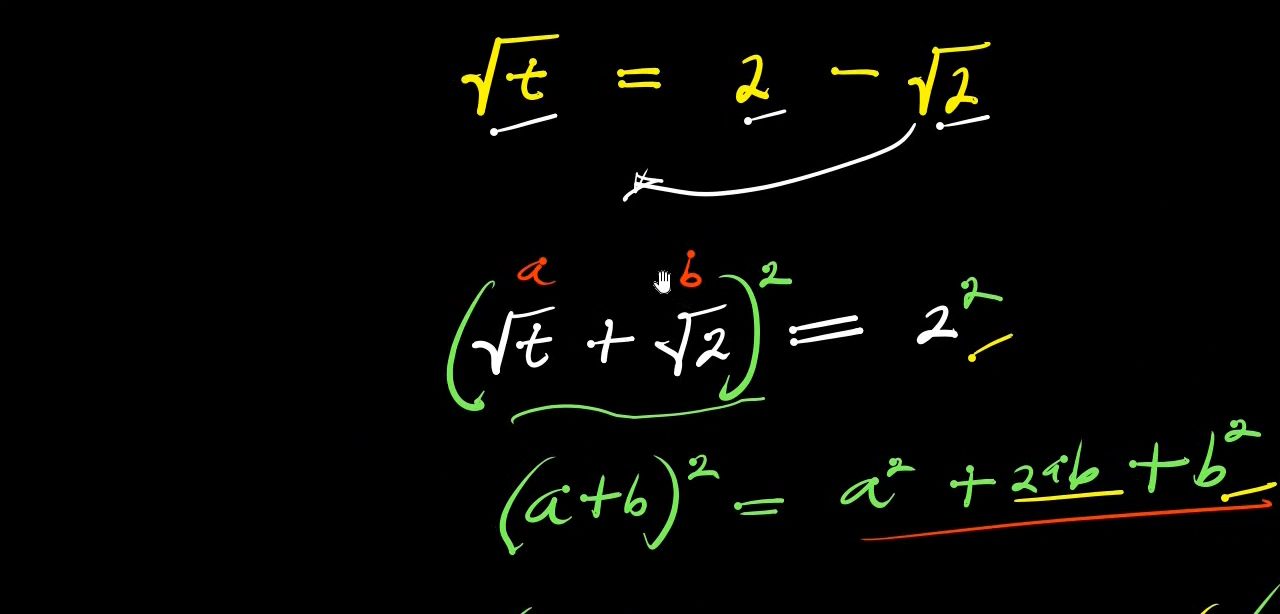 √t = 2 - √2
a b
(√t + √2)² = 2²
(a+b)² = a² + 2ab + b²